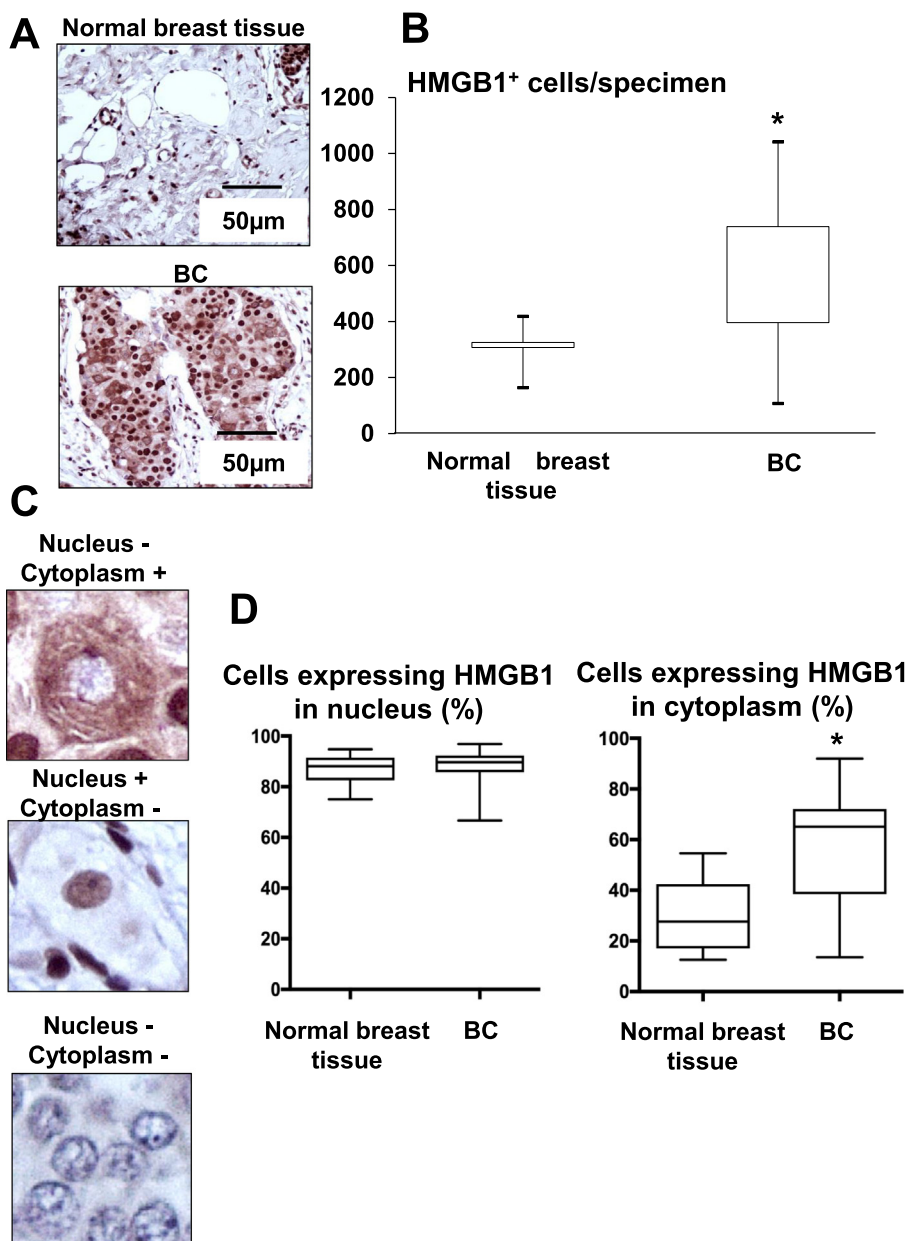 A
Normal breast tissue
50µm
BC
50µm
B
HMGB1⁺ cells/specimen
1200
1000
800
600
400
200
0
*
Normal breast
tissue
BC
C
Nucleus -
Cytoplasm +
Nucleus +
Cytoplasm -
Nucleus -
Cytoplasm -
D
Cells expressing HMGB1
in nucleus (%)
100
80
60
40
20
0
Normal breast
tissue
BC
Cells expressing HMGB1
in cytoplasm (%)
100
80
60
40
20
0
*
Normal breast
tissue
BC